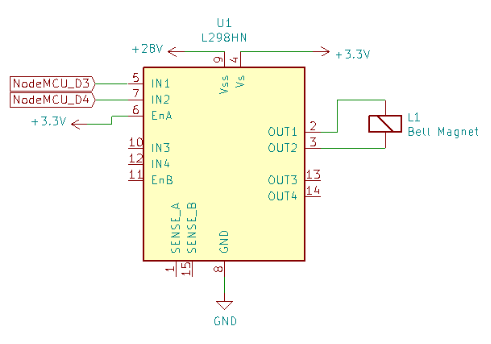 U1
L298HN
+28V
+3.3V
9
4
Vss
Vs
NodeMCU_D3
5
IN1
NodeMCU_D4
7
IN2
+3.3V
6
EnA
OUT1
2
L1
OUT2
3
Bell Magnet
10
IN3
12
IN4
11
EnB
OUT3
13
OUT4
14
SENSE_A
SENSE_B
GND
1
15
8
GND